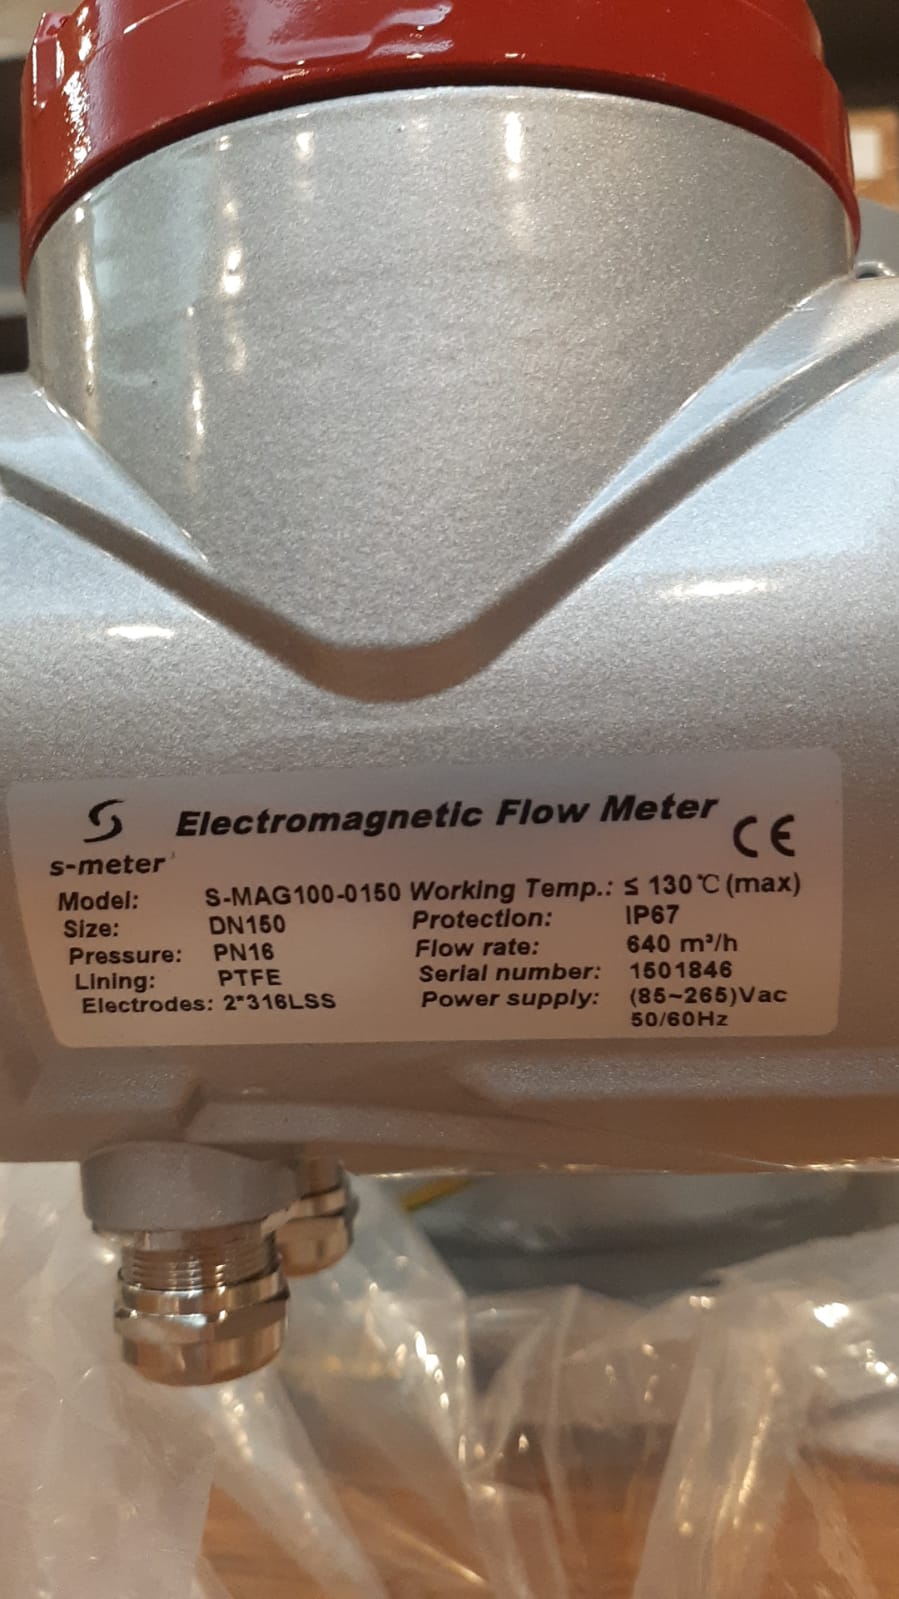 Electromagnetic Flow Meter
CE
s-meter
Model: S-MAG100-0150 Working Temp.: ≤ 130℃ (max)
Size: DN150 Protection: IP67
Pressure: PN16 Flow rate: 640 m³/h
Lining: PTFE Serial number: 1501846
Electrodes: 2*316LSS Power supply: (85~265)Vac
50/60Hz